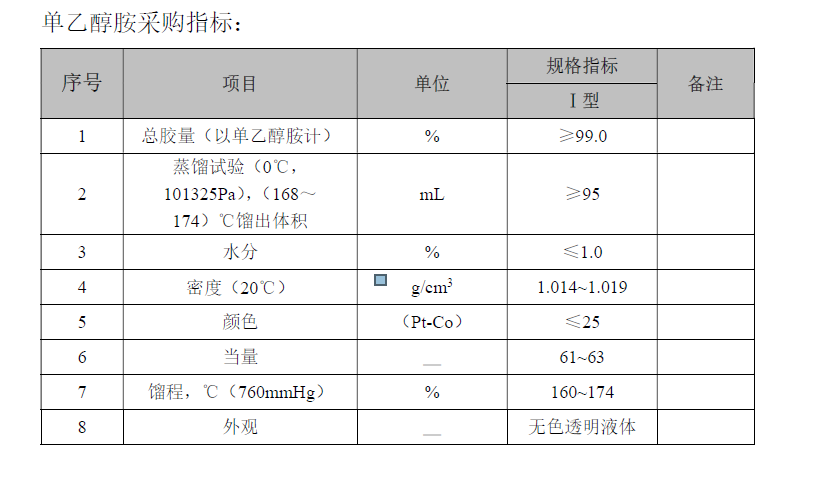 单乙醇胺采购指标：
序号 项目 单位 规格指标 备注
Ⅰ型
1 总胶量（以单乙醇胺计） % ≥99.0
2 蒸馏试验（0℃，101325Pa），（168～174）℃馏出体积 mL ≥95
3 水分 % ≤1.0
4 密度（20℃） g/cm³ 1.014~1.019
5 颜色 （Pt-Co） ≤25
6 当量 — 61~63
7 馏程，℃（760mmHg） % 160~174
8 外观 — 无色透明液体